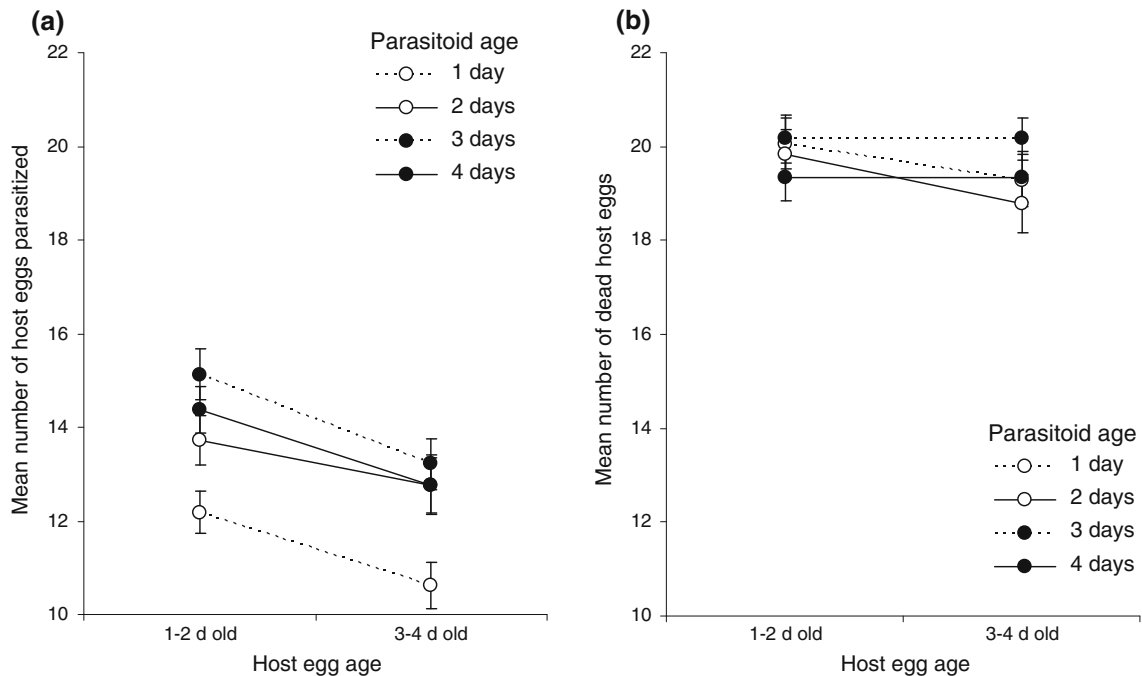 (a)
Parasitoid age
1 day
2 days
3 days
4 days
22
20
18
16
14
12
10
Mean number of host eggs parasitized
1-2 d old
3-4 d old
Host egg age
(b)
22
20
18
16
14
12
10
Mean number of dead host eggs
Parasitoid age
1 day
2 days
3 days
4 days
1-2 d old
3-4 d old
Host egg age